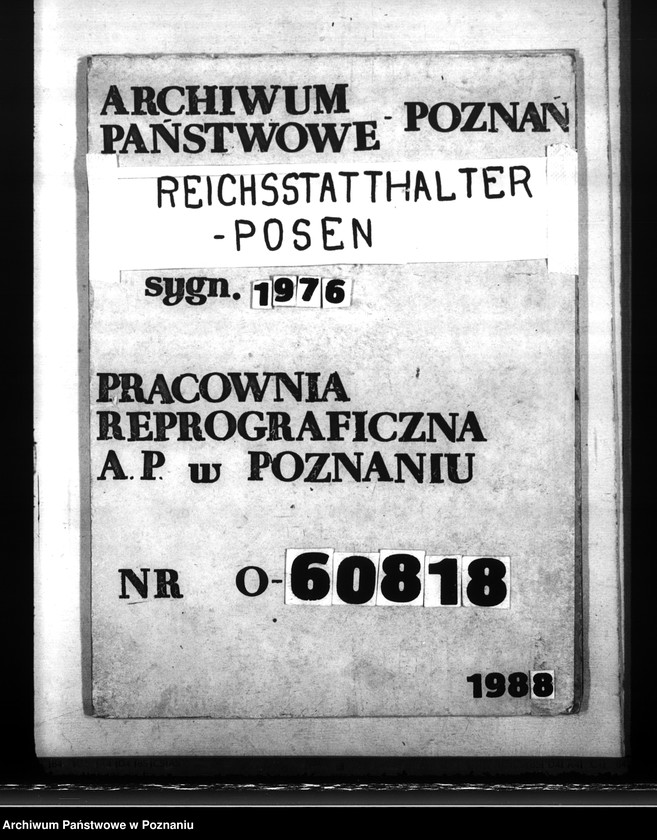 ARCHIWUM
PAŃSTWOWE - POZNAŃ
REICHSSTATTHALTER
-POSEN
sygn. 1976
PRACOWNIA
REPROGRAFICZNA
A.P. w POZNANIU
NR O-60818
1988
Archiwum Państwowe w Poznaniu